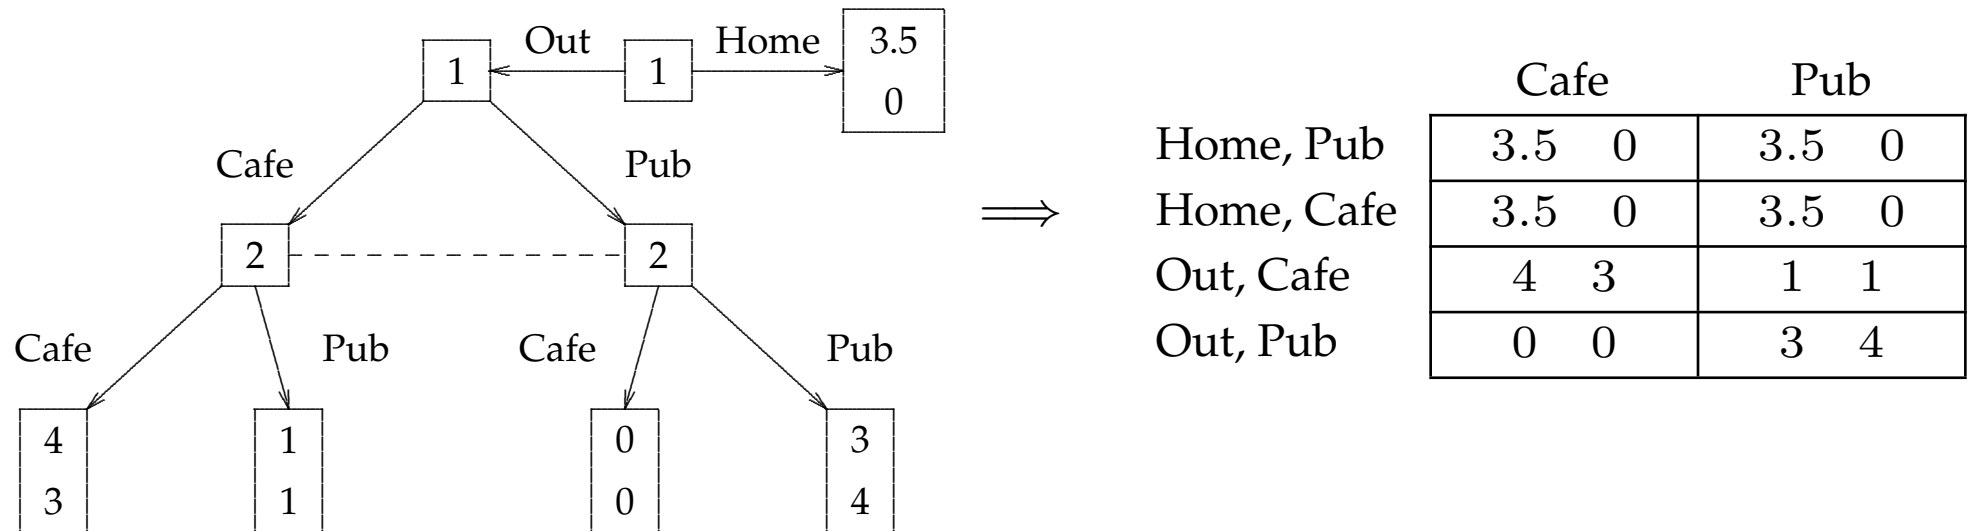 Out Home 3.5
1 1 0
Cafe Pub
2 2
Cafe Pub Cafe Pub
4 1 0 3
3 1 0 4
⟹
Cafe Pub
Home, Pub 3.5 0 3.5 0
Home, Cafe 3.5 0 3.5 0
Out, Cafe 4 3 1 1
Out, Pub 0 0 3 4